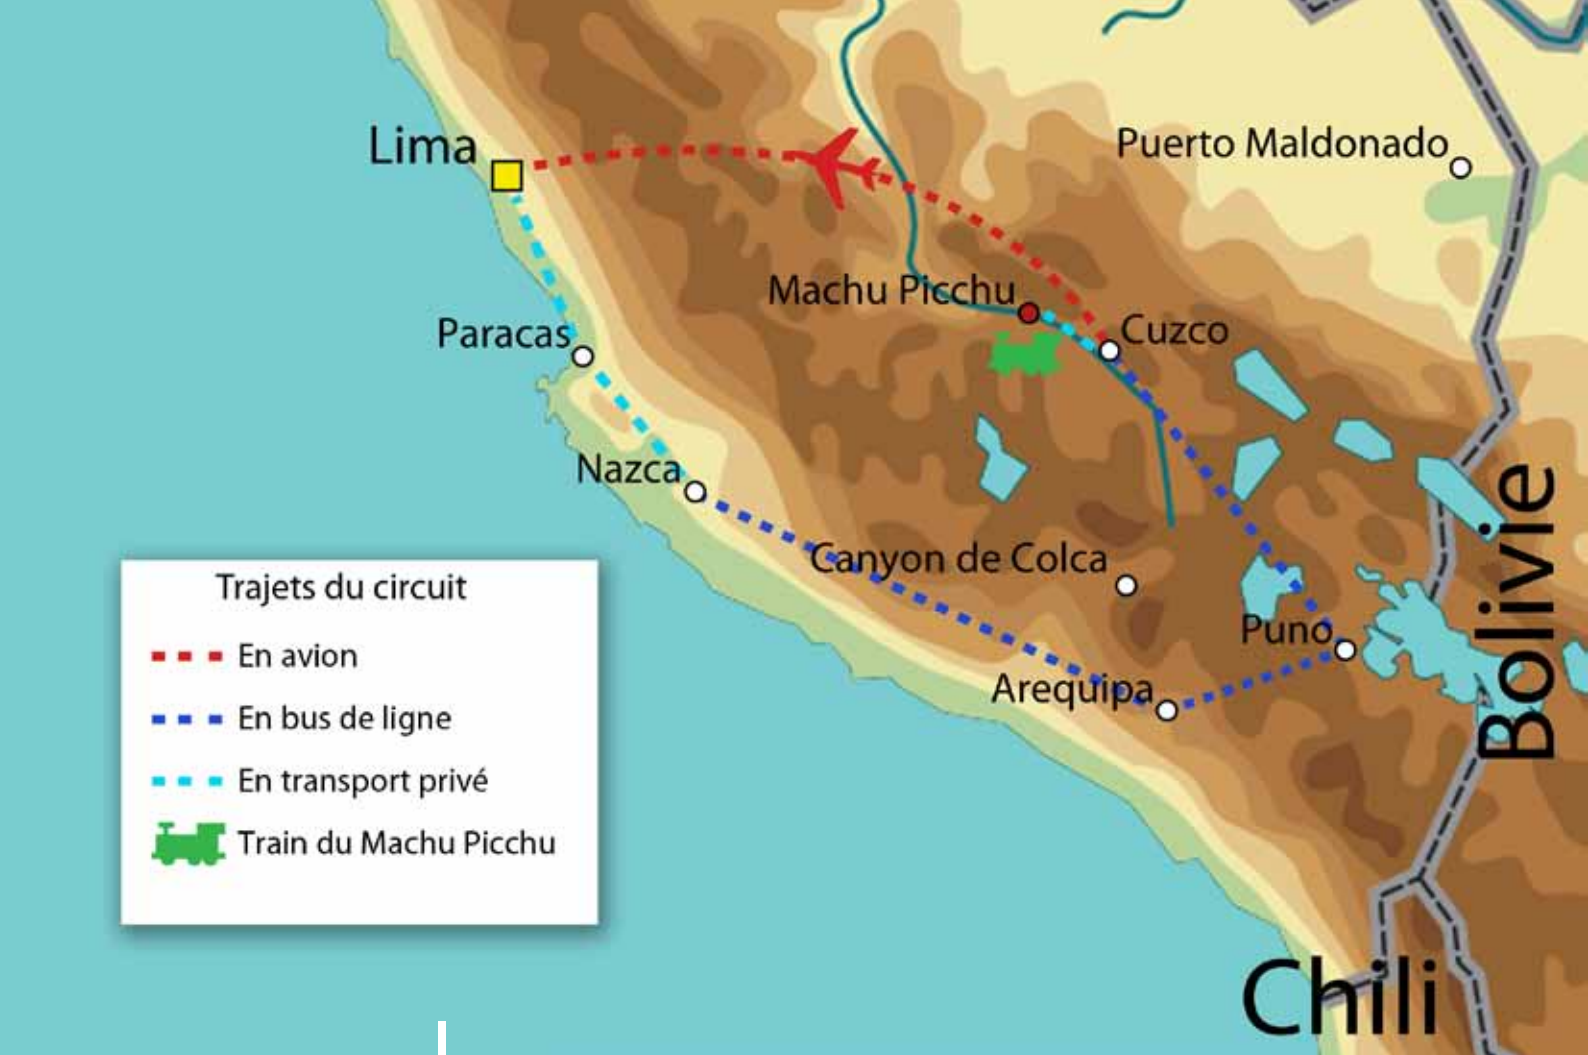 Lima
Puerto Maldonado
Machu Picchu
Cuzco
Paracas
Nazca
Canyon de Colca
Puno
Arequipa
Bolivie
Chili
Trajets du circuit
En avion
En bus de ligne
En transport privé
Train du Machu Picchu